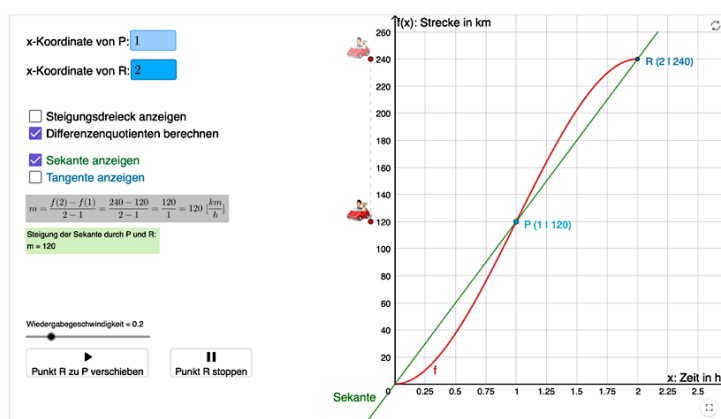 x-Koordinate von P: 1
x-Koordinate von R: 2
Steigungsdreieck anzeigen
Differenzenquotienten berechnen
Sekante anzeigen
Tangente anzeigen
m = f(2) − f(1) / 2 − 1 = 240 − 120 / 2 − 1 = 120 / 1 = 120 [km / h]
Steigung der Sekante durch P und R:
m = 120
Wiedergabegeschwindigkeit = 0.2
Punkt R zu P verschieben
Punkt R stoppen
f(x): Strecke in km
260
240
220
200
180
160
140
120
100
80
60
40
20
0
R (2 | 240)
P (1 | 120)
f
x: Zeit in h
0.25 0.5 0.75 1 1.25 1.5 1.75 2 2.25 2.5
Sekante